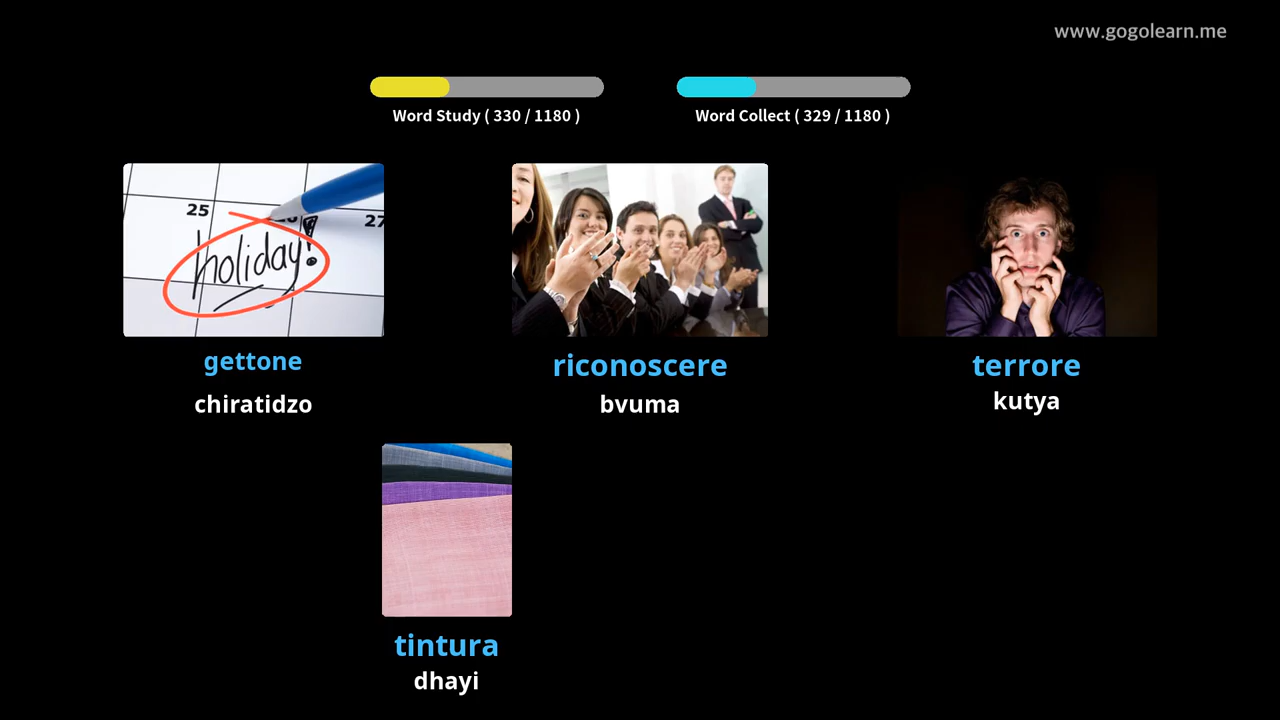 www.gogolearn.me
Word Study ( 330 / 1180 )
Word Collect ( 329 / 1180 )
25
27
holiday!
gettone
chiratidzo
riconoscere
bvuma
terrore
kutya
tintura
dhayi